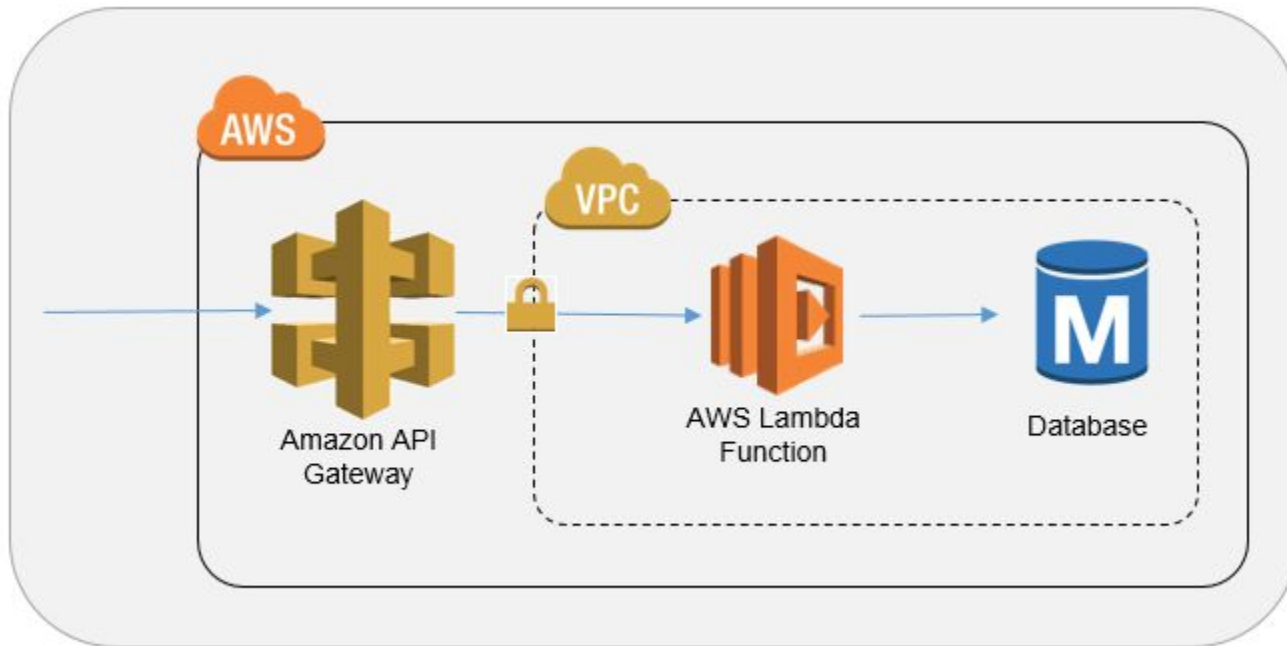 AWS
VPC
M
Amazon API
Gateway
AWS Lambda
Function
Database